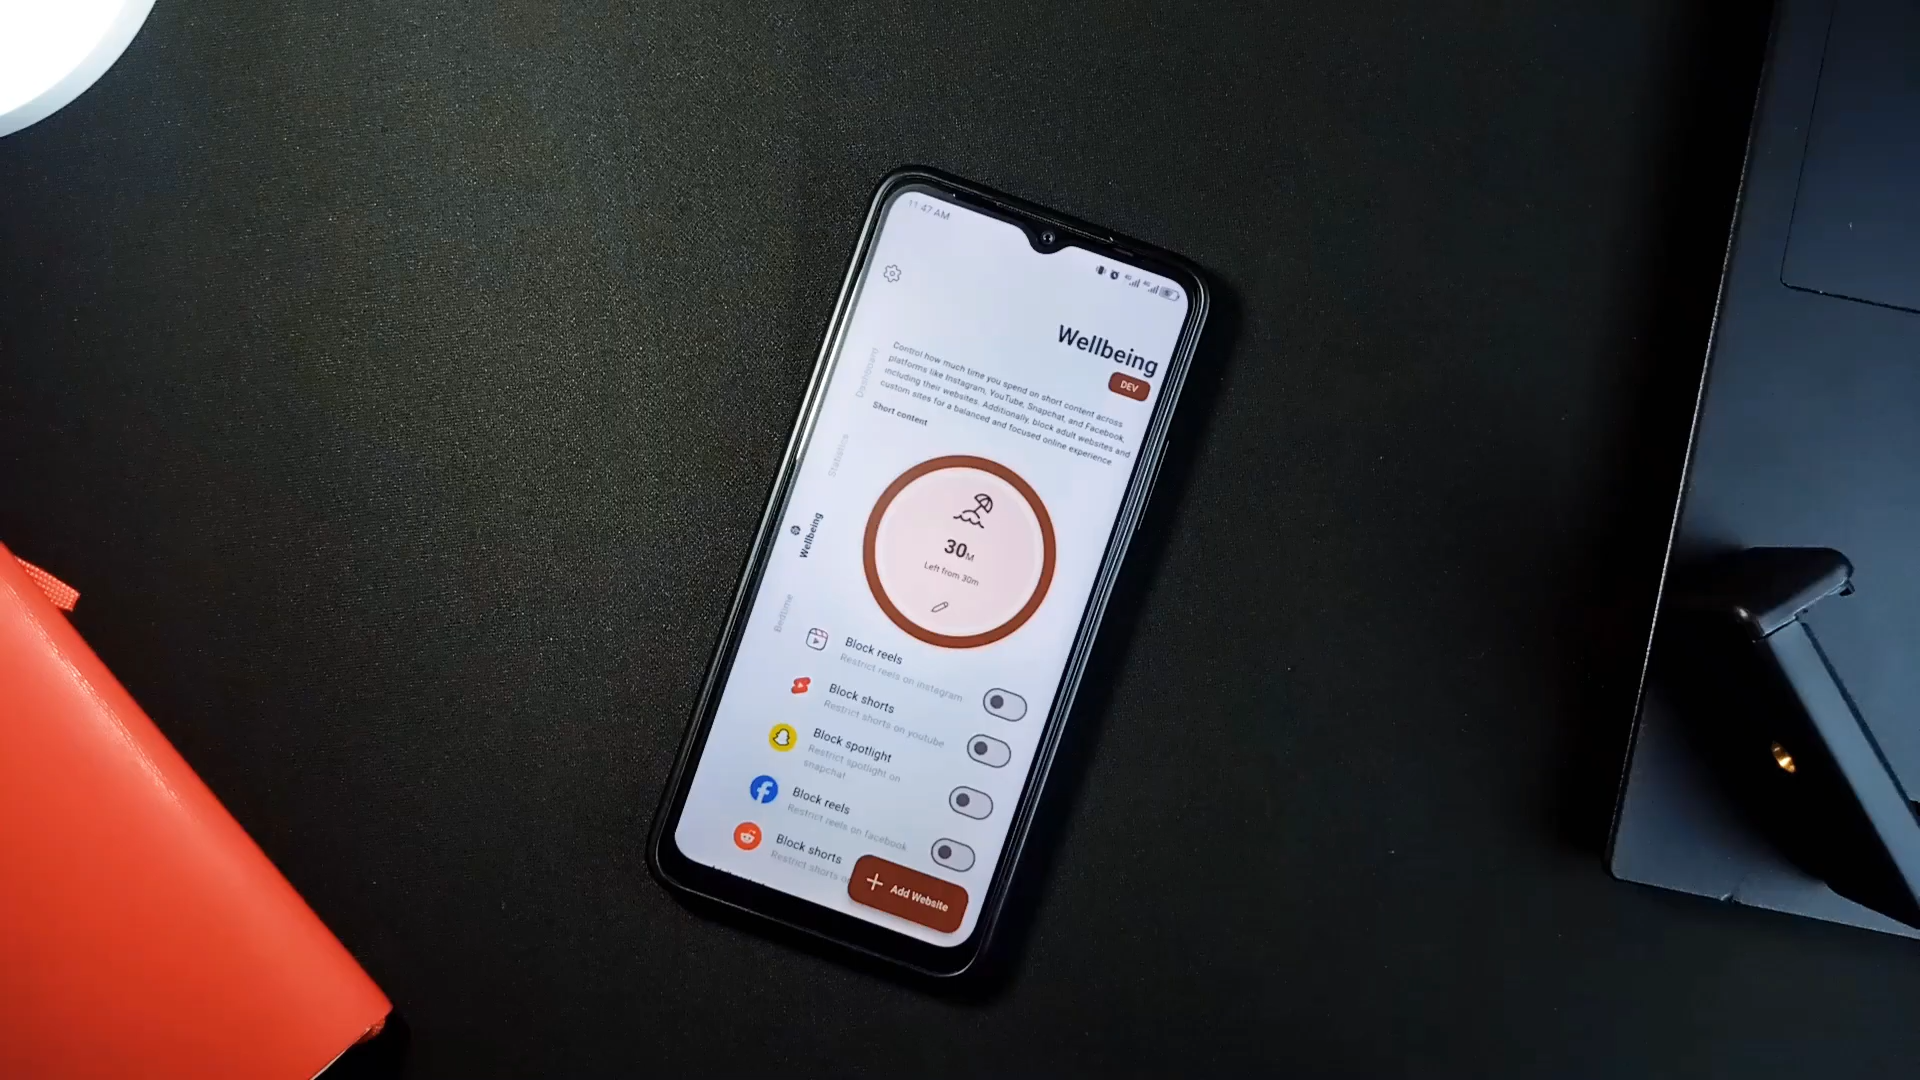 11:47 AM
Wellbeing
DEV
Control how much time you spend on short content across
platforms like Instagram, YouTube, Snapchat, and Facebook,
including their websites. Additionally, block adult websites and
custom sites for a balanced and focused online experience
Short content
Dashboard
Statistics
Wellbeing
Bedtime
30M
Left from 30m
Block reels
Restrict reels on instagram
Block shorts
Restrict shorts on youtube
Block spotlight
Restrict spotlight on
snapchat
Block reels
Restrict reels on facebook
Block shorts
Restrict shorts
Add Website